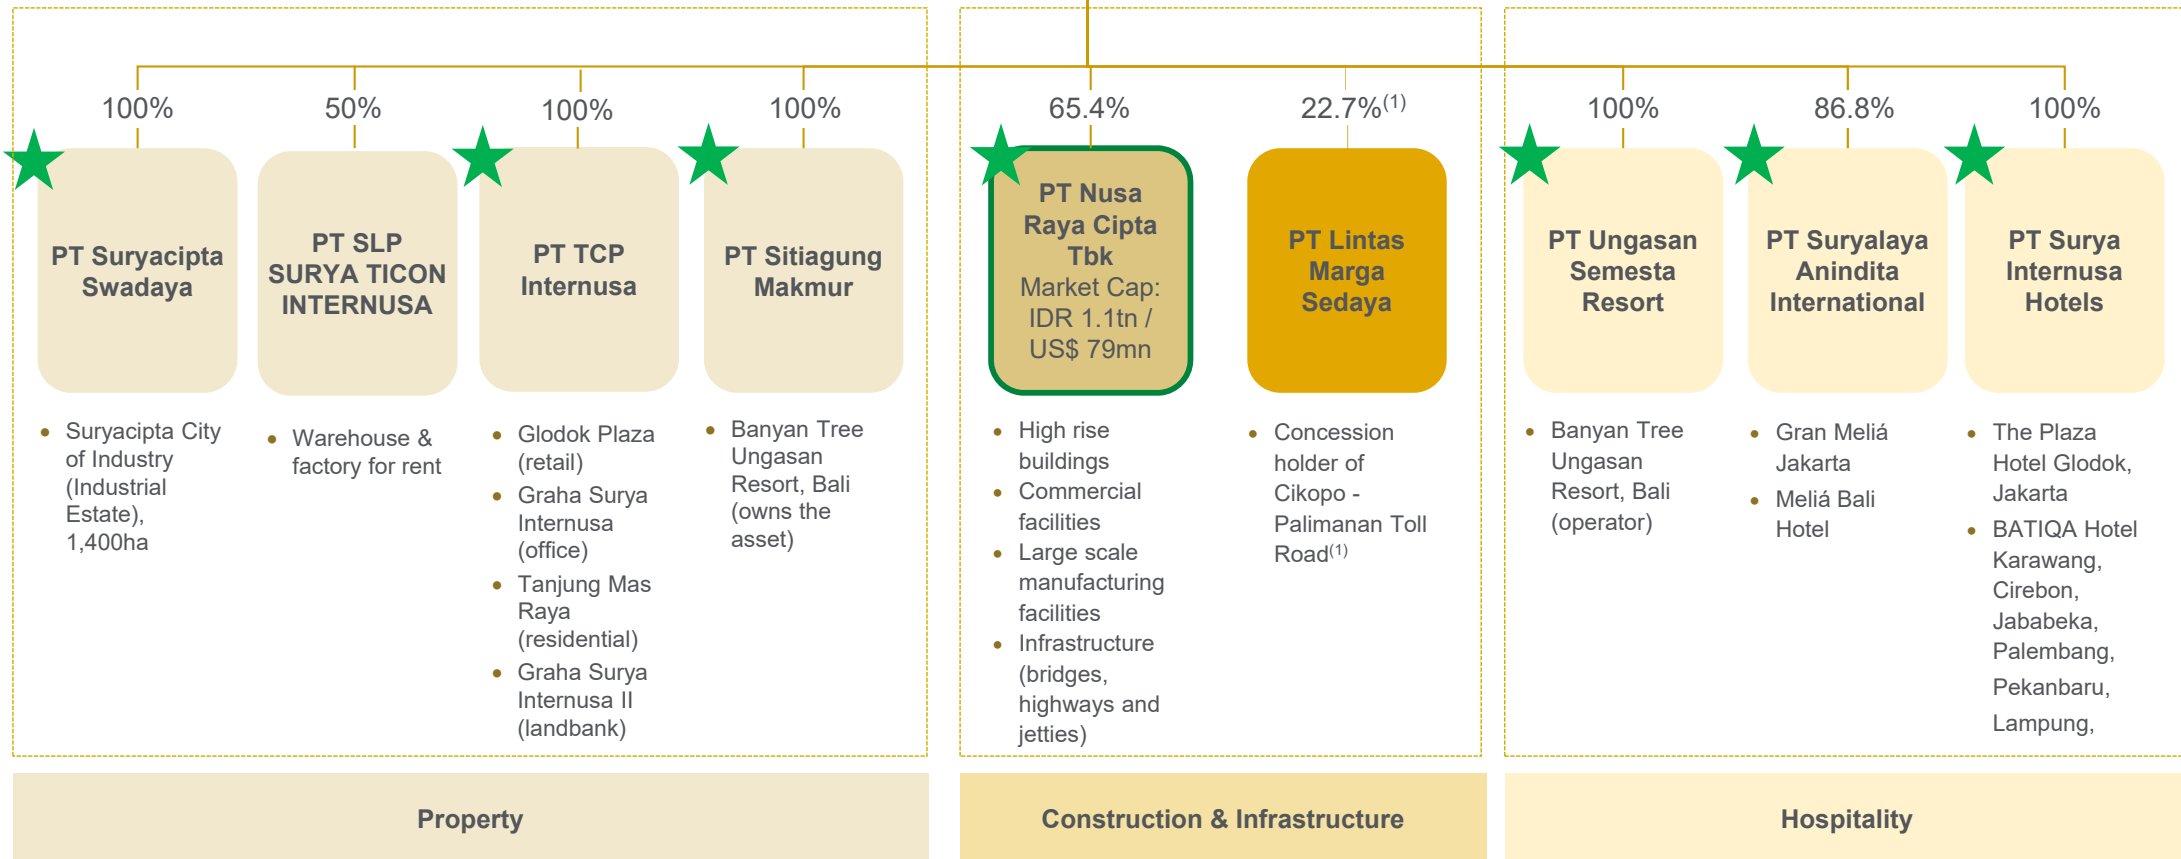 100%
50%
100%
100%
65.4%
22.7%(1)
100%
86.8%
100%
PT Suryacipta
Swadaya
PT SLP
SURYA TICON
INTERNUSA
PT TCP
Internusa
PT Sitiagung
Makmur
PT Nusa
Raya Cipta
Tbk
Market Cap:
IDR 1.1tn /
US$ 79mn
PT Lintas
Marga
Sedaya
PT Ungasan
Semesta
Resort
PT Suryalaya
Anindita
International
PT Surya
Internusa
Hotels
• Suryacipta City
of Industry
(Industrial
Estate),
1,400ha
• Warehouse &
factory for rent
• Glodok Plaza
(retail)
• Graha Surya
Internusa
(office)
• Tanjung Mas
Raya
(residential)
• Graha Surya
Internusa II
(landbank)
• Banyan Tree
Ungasan
Resort, Bali
(owns the
asset)
• High rise
buildings
• Commercial
facilities
• Large scale
manufacturing
facilities
• Infrastructure
(bridges,
highways and
jetties)
• Concession
holder of
Cikopo -
Palimanan Toll
Road(1)
• Banyan Tree
Ungasan
Resort, Bali
(operator)
• Gran Meliá
Jakarta
• Meliá Bali
Hotel
• The Plaza
Hotel Glodok,
Jakarta
• BATIQA Hotel
Karawang,
Cirebon,
Jababeka,
Palembang,
Pekanbaru,
Lampung,
Property
Construction & Infrastructure
Hospitality